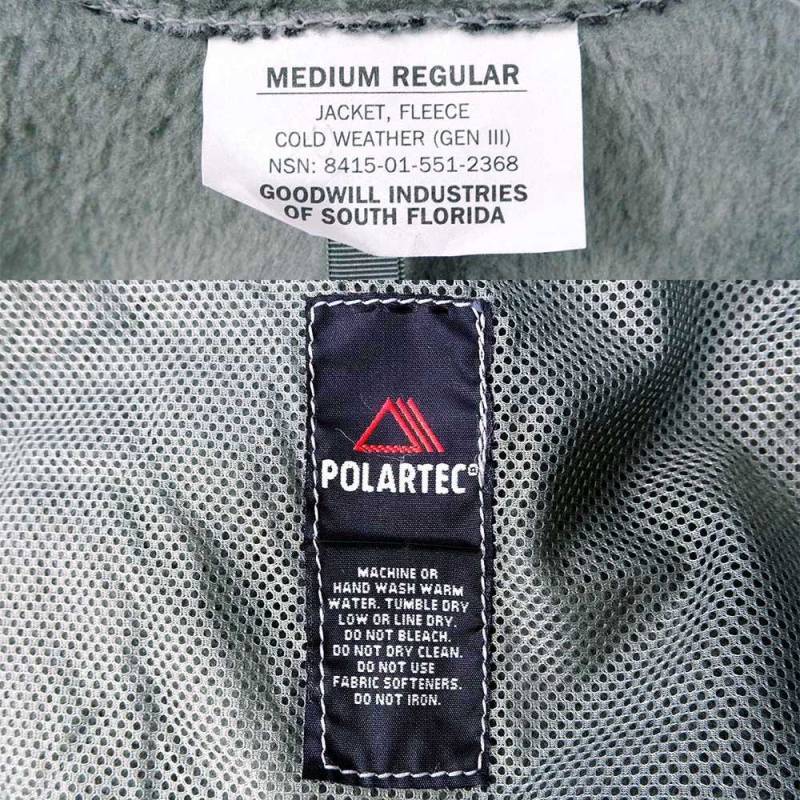 MEDIUM REGULAR
JACKET, FLEECE
COLD WEATHER (GEN III)
NSN: 8415-01-551-2368
GOODWILL INDUSTRIES
OF SOUTH FLORIDA
POLARTEC®
MACHINE OR
HAND WASH WARM
WATER. TUMBLE DRY
LOW OR LINE DRY.
DO NOT BLEACH.
DO NOT DRY CLEAN.
DO NOT USE
FABRIC SOFTENERS.
DO NOT IRON.